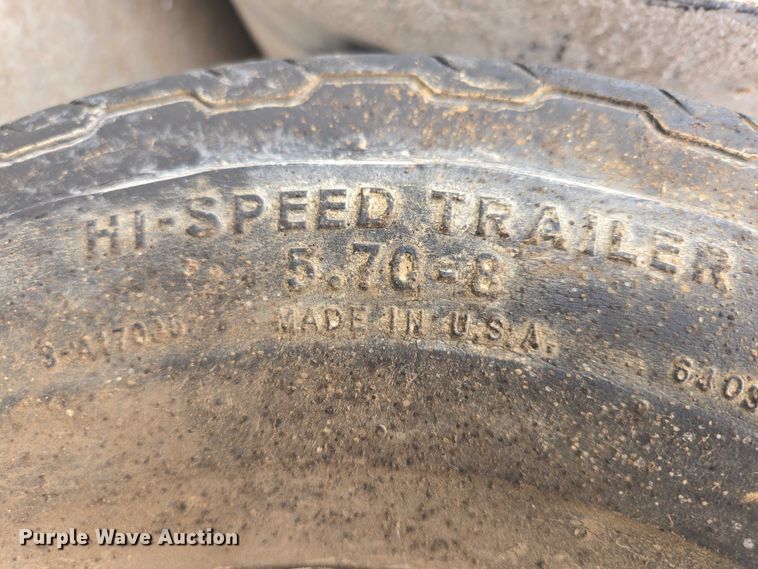 HI-SPEED TRAILER
5.70-8
MADE IN U.S.A.
Purple Wave Auction